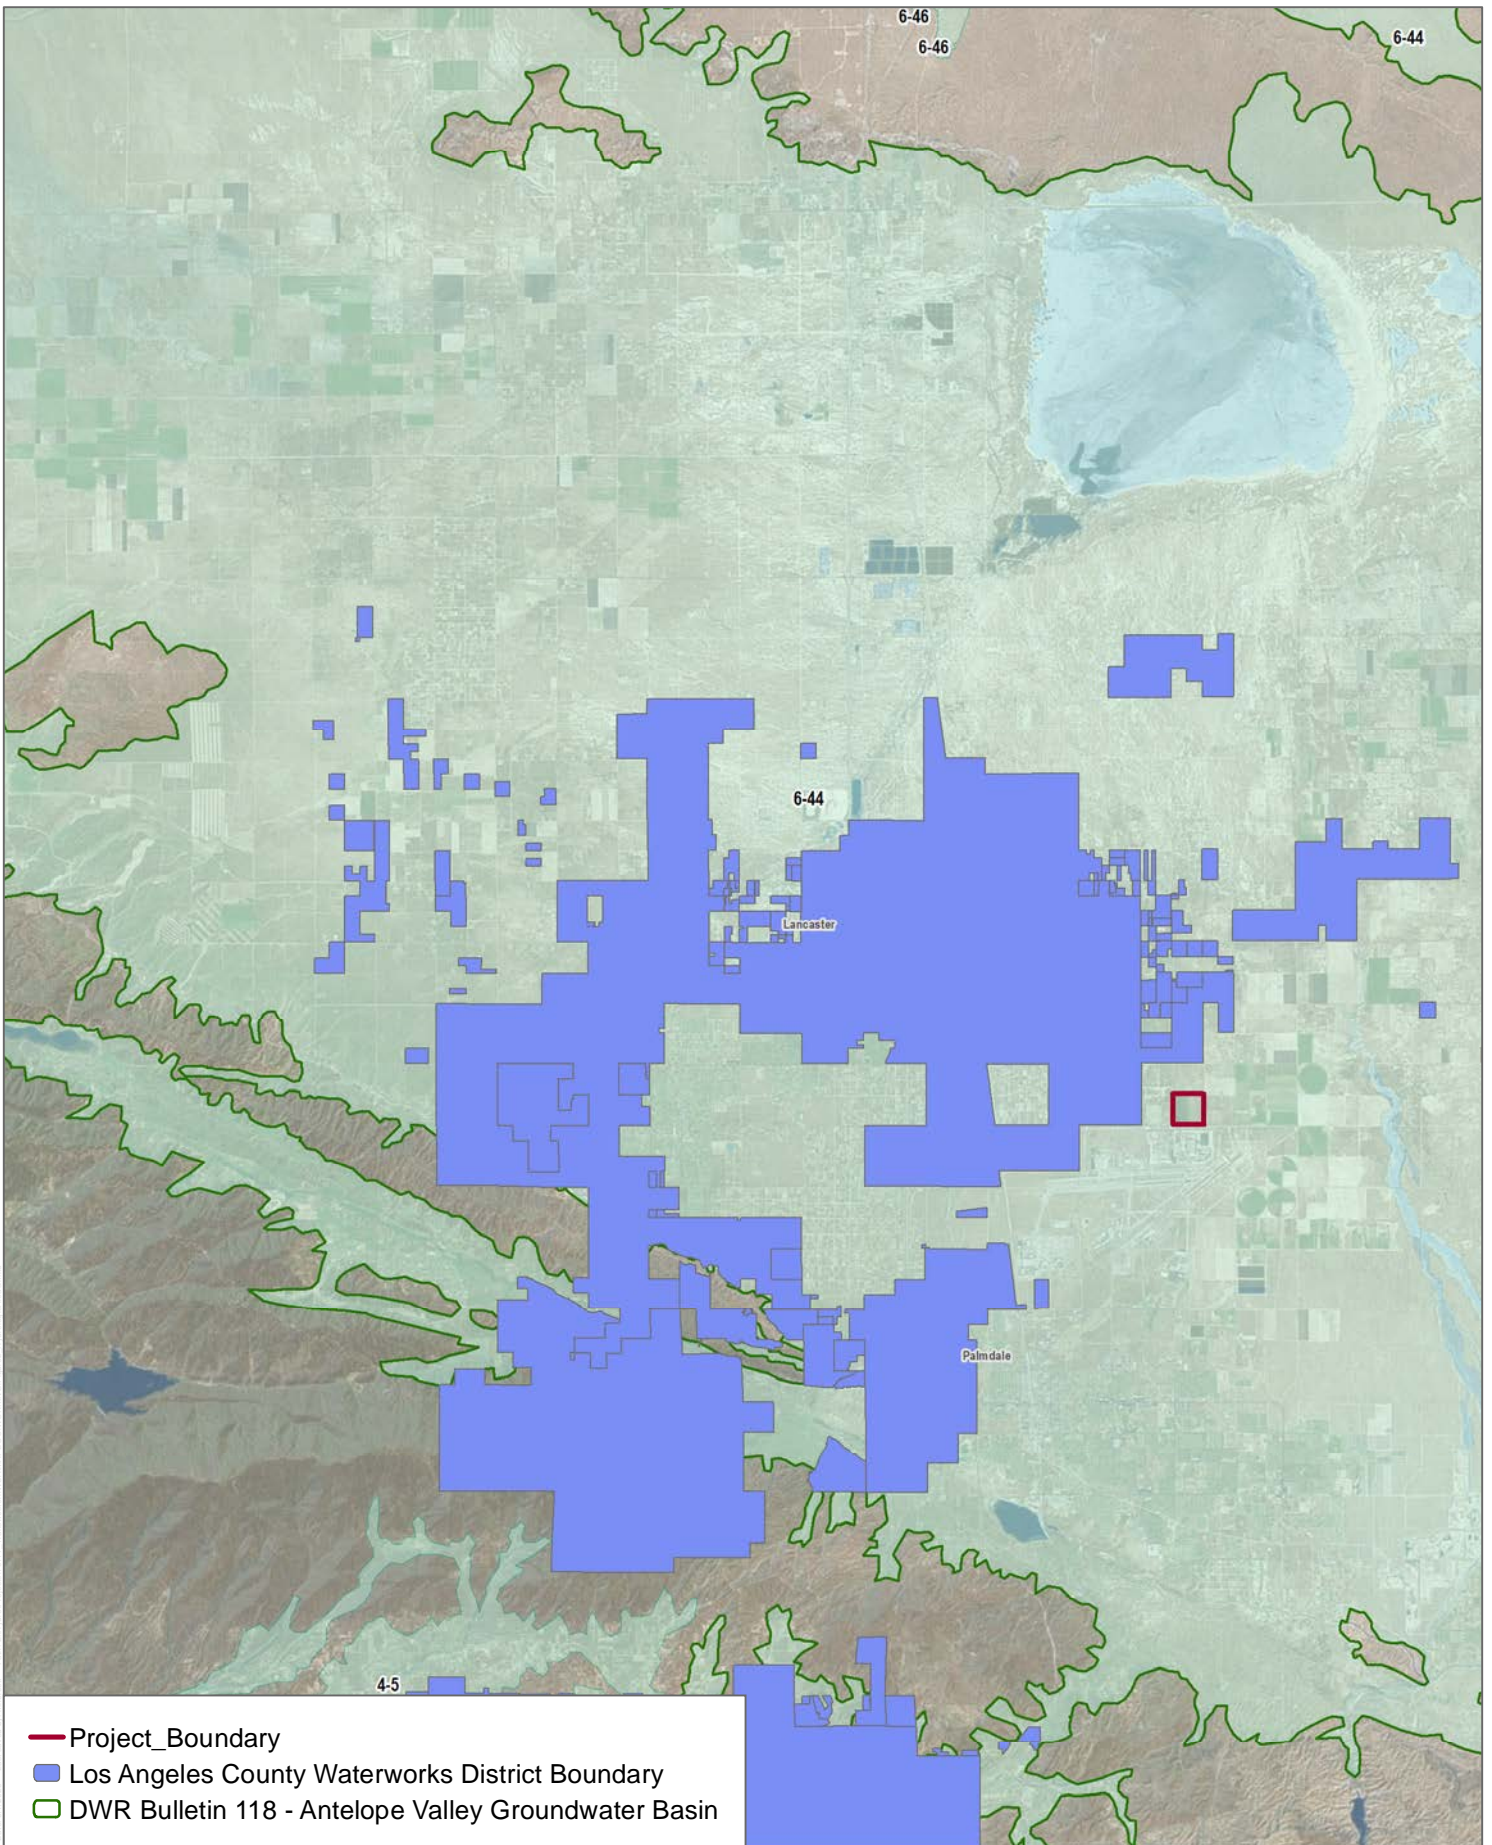 6-46
6-44
6-46
6-44
Lancaster
Palmdale
4-5
Project_Boundary
Los Angeles County Waterworks District Boundary
DWR Bulletin 118 - Antelope Valley Groundwater Basin